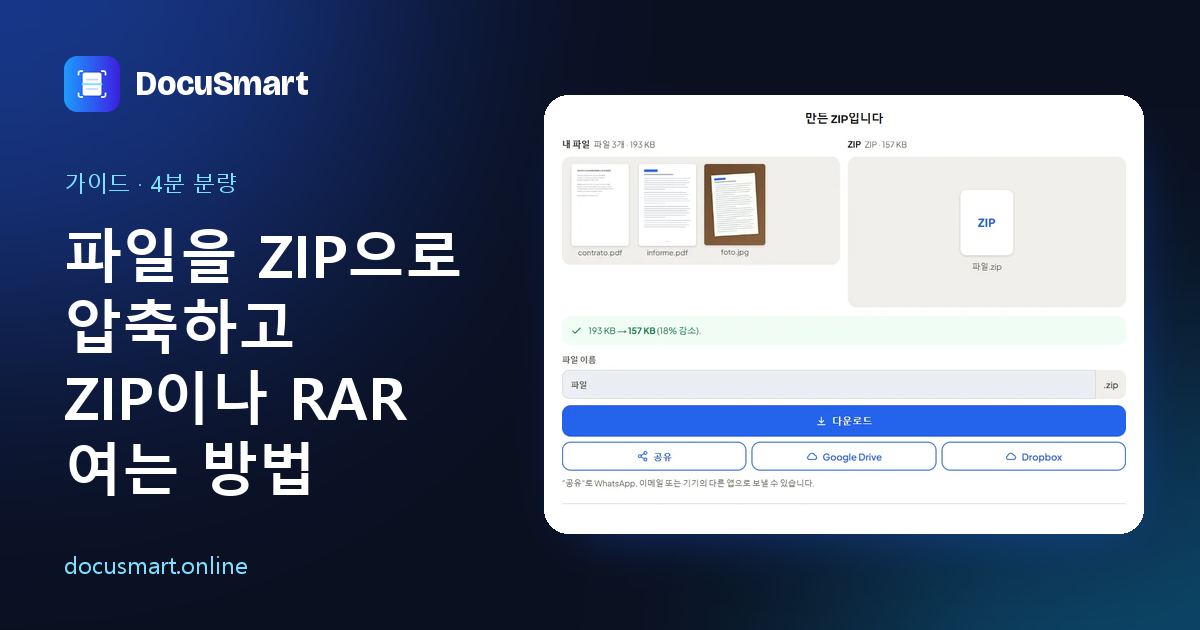 DocuSmart
가이드 · 4분 분량
파일을 ZIP으로
압축하고
ZIP이나 RAR
여는 방법
docusmart.online
만든 ZIP입니다
내 파일 파일 3개 · 193 KB
contrato.pdf
informe.pdf
foto.jpg
ZIP ZIP · 157 KB
ZIP
파일.zip
193 KB → 157 KB (18% 감소).
파일 이름
파일
.zip
다운로드
공유
Google Drive
Dropbox
"공유"로 WhatsApp, 이메일 또는 기기의 다른 앱으로 보낼 수 있습니다.